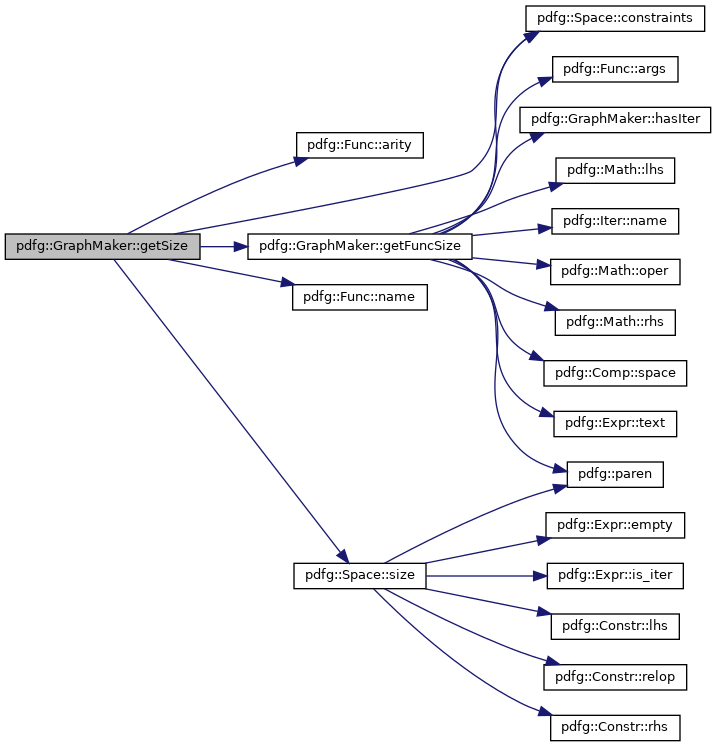 pdfg::Space::constraints
pdfg::Func::args
pdfg::GraphMaker::hasIter
pdfg::Func::arity
pdfg::Math::lhs
pdfg::Iter::name
pdfg::GraphMaker::getSize
pdfg::GraphMaker::getFuncSize
pdfg::Math::oper
pdfg::Func::name
pdfg::Math::rhs
pdfg::Comp::space
pdfg::Expr::text
pdfg::paren
pdfg::Expr::empty
pdfg::Space::size
pdfg::Expr::is_iter
pdfg::Constr::lhs
pdfg::Constr::relop
pdfg::Constr::rhs